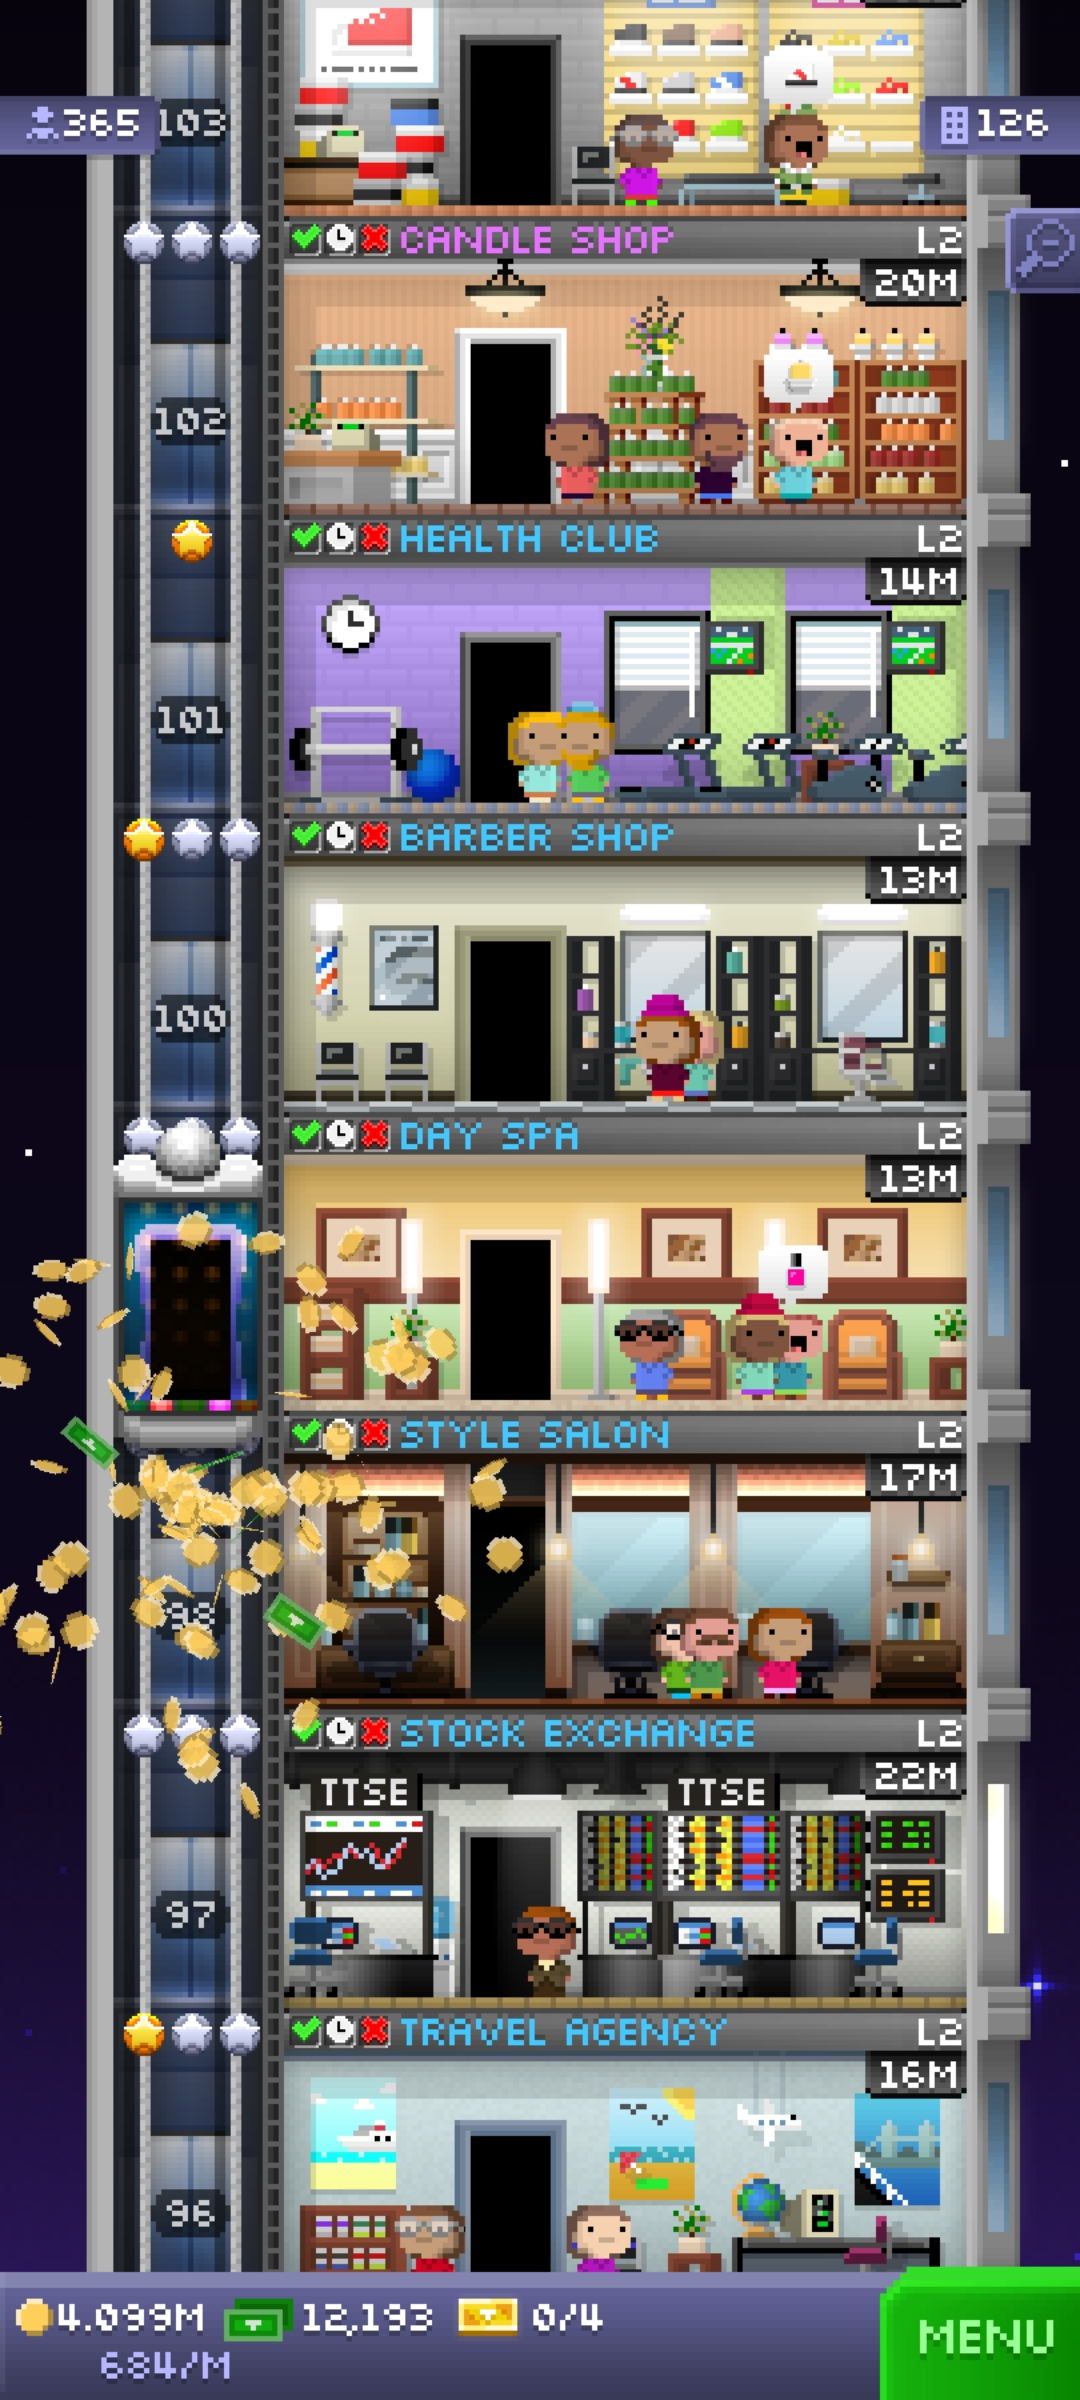 365
103
126
CANDLE SHOP L2
20M
102
HEALTH CLUB L2
14M
101
BARBER SHOP L2
13M
100
DAY SPA L2
13M
STYLE SALON L2
17M
98
STOCK EXCHANGE L2
22M
TTSE TTSE
97
TRAVEL AGENCY L2
16M
96
4.099M 12,193 0/4
684/M
MENU